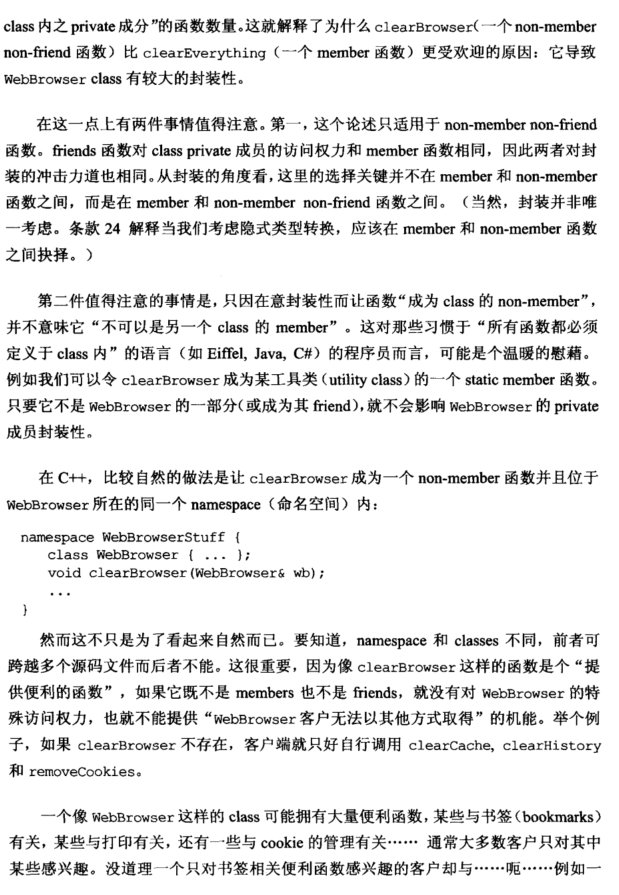 class 内之 private 成分”的函数数量。这就解释了为什么 clearBrowser(一个 non-member
non-friend 函数）比 clearEverything（一个 member 函数）更受欢迎的原因：它导致
WebBrowser class 有较大的封装性。
在这一点上有两件事情值得注意。第一，这个论述只适用于 non-member non-friend
函数。friends 函数对 class private 成员的访问权力和 member 函数相同，因此两者对封
装的冲击力道也相同。从封装的角度看，这里的选择关键并不在 member 和 non-member
函数之间，而是在 member 和 non-member non-friend 函数之间。（当然，封装并非唯
一考虑。条款 24 解释当我们考虑隐式类型转换，应该在 member 和 non-member 函数
之间抉择。）
第二件值得注意的事情是，只因在意封装性而让函数“成为 class 的 non-member”，
并不意味它“不可以是另一个 class 的 member”。这对那些习惯于“所有函数都必须
定义于 class 内”的语言（如 Eiffel, Java, C#）的程序员而言，可能是个温暖的慰藉。
例如我们可以令 clearBrowser 成为某工具类（utility class）的一个 static member 函数。
只要它不是 WebBrowser 的一部分(或成为其 friend)，就不会影响 WebBrowser 的 private
成员封装性。
在 C++，比较自然的做法是让 clearBrowser 成为一个 non-member 函数并且位于
WebBrowser 所在的同一个 namespace（命名空间）内：
namespace WebBrowserStuff {
class WebBrowser { ... };
void clearBrowser(WebBrowser& wb);
...
}
然而这不只是为了看起来自然而已。要知道，namespace 和 classes 不同，前者可
跨越多个源码文件而后者不能。这很重要，因为像 clearBrowser 这样的函数是个“提
供便利的函数”，如果它既不是 members 也不是 friends，就没有对 WebBrowser 的特
殊访问权力，也就不能提供“WebBrowser 客户无法以其他方式取得”的机能。举个例
子，如果 clearBrowser 不存在，客户端就只好自行调用 clearCache, clearHistory
和 removeCookies。
一个像 WebBrowser 这样的 class 可能拥有大量便利函数，某些与书签（bookmarks）
有关，某些与打印有关，还有一些与 cookie 的管理有关…… 通常大多数客户只对其中
某些感兴趣。没道理一个只对书签相关便利函数感兴趣的客户却与……呃……例如一